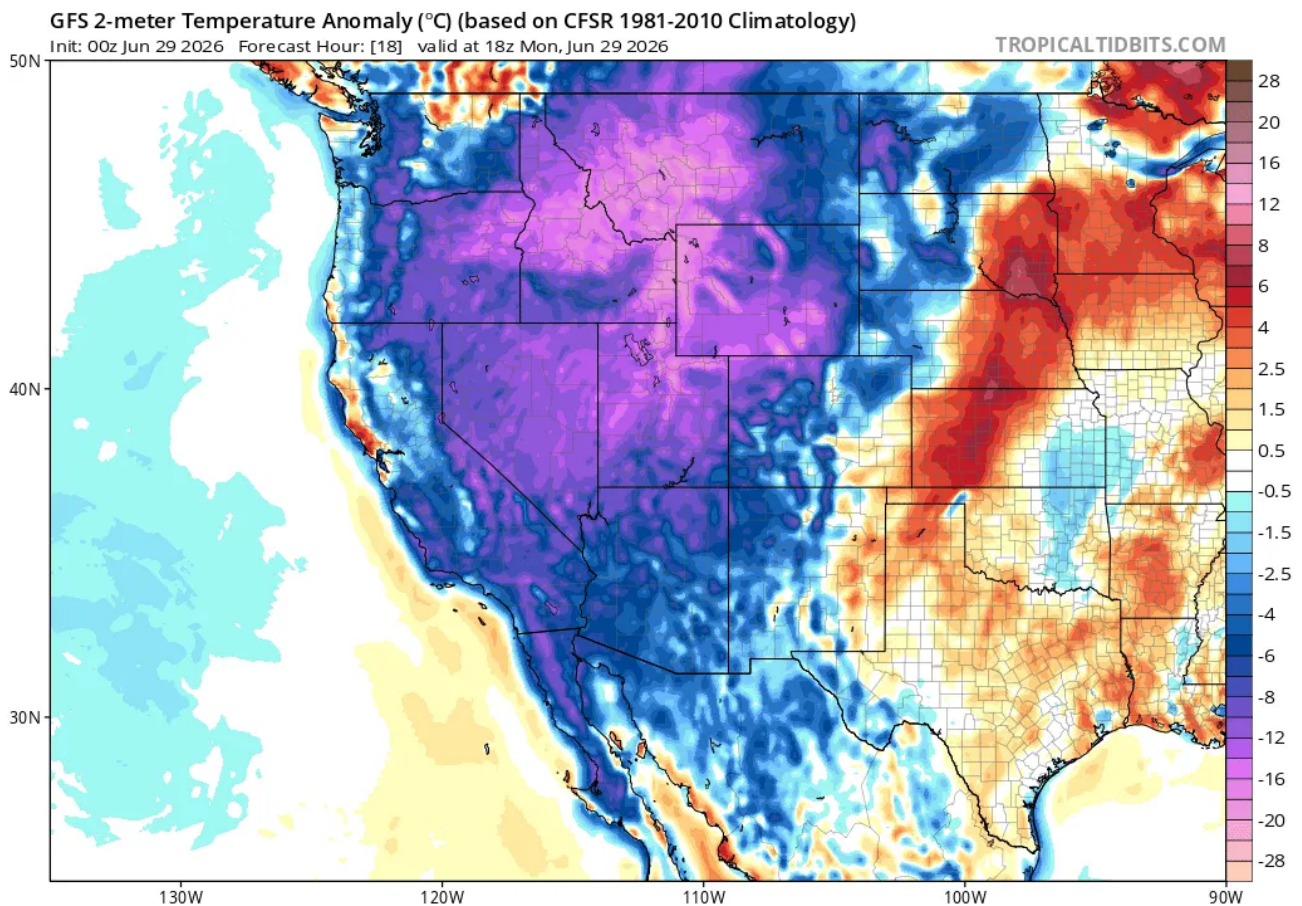 GFS 2-meter Temperature Anomaly (°C) (based on CFSR 1981-2010 Climatology)
Init: 00z Jun 29 2026 Forecast Hour: [18] valid at 18z Mon, Jun 29 2026
TROPICALTIDBITS.COM
50N
40N
30N
130W
120W
110W
100W
90W
28
20
16
12
8
6
4
2.5
1.5
0.5
-0.5
-1.5
-2.5
-4
-6
-8
-12
-16
-20
-28